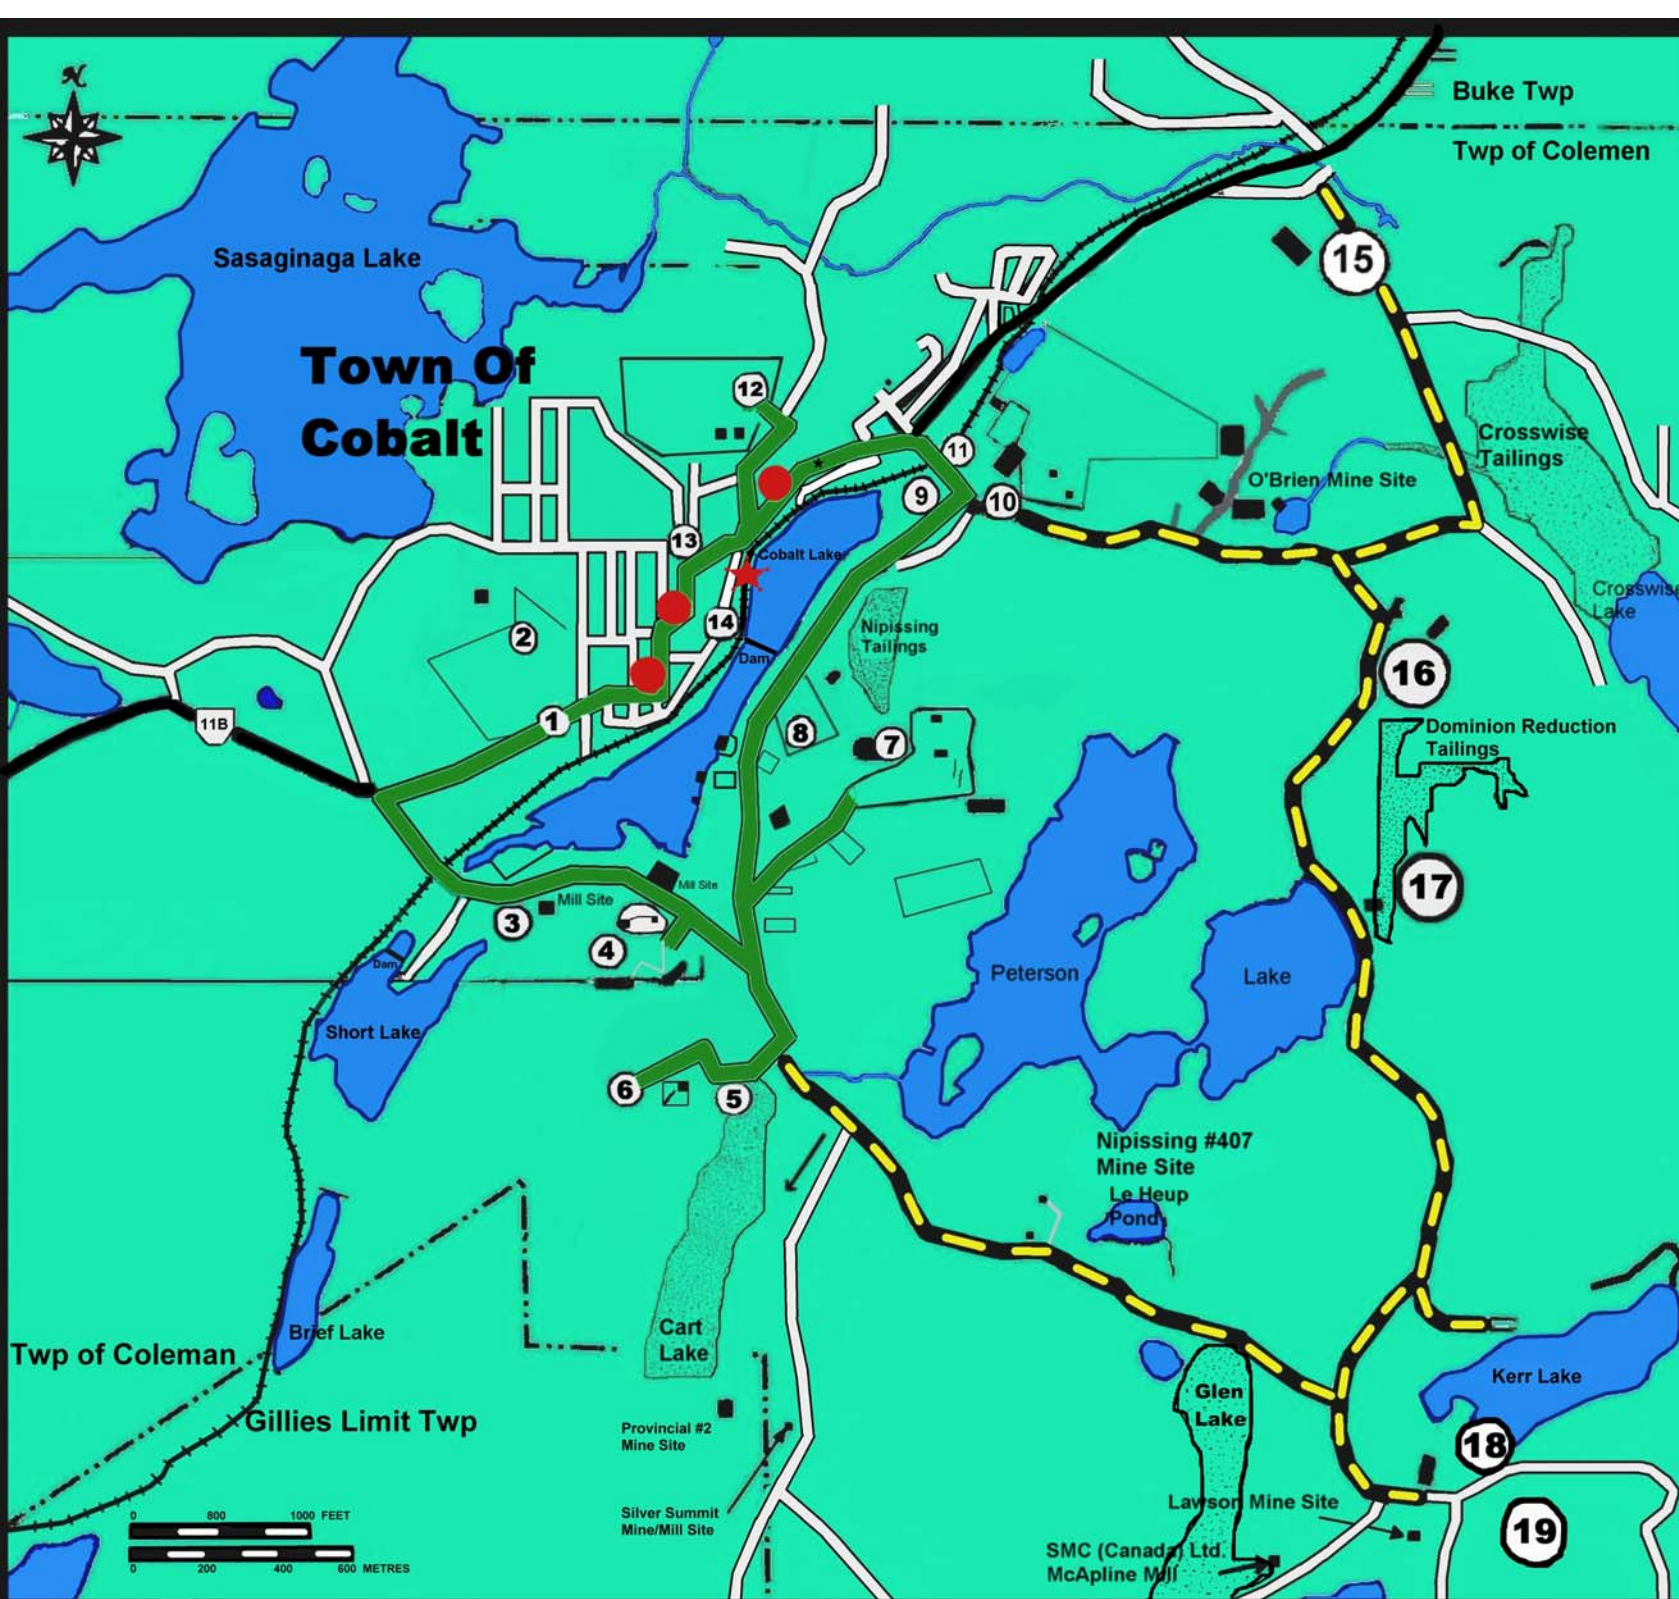 N
Buke Twp
Twp of Colemen
Sasaginaga Lake
15
Town Of
Cobalt
12
11
Crosswise
Tailings
O'Brien Mine Site
9
10
13
Cobalt Lake
Crosswise
Lake
14
2
Nipissing
Tailings
Dam
16
1
11B
8
7
Dominion Reduction
Tailings
17
Mill Site
Mill Site
3
4
Dam
Peterson
Lake
Short Lake
6
5
Nipissing #407
Mine Site
Le Heup
Pond
Brief Lake
Cart
Lake
Twp of Coleman
Kerr Lake
Glen
Lake
Gillies Limit Twp
Provincial #2
Mine Site
18
Lawson Mine Site
Silver Summit
Mine/Mill Site
19
0 800 1000 FEET
SMC (Canada) Ltd.
McApline Mill
0 200 400 600 METRES